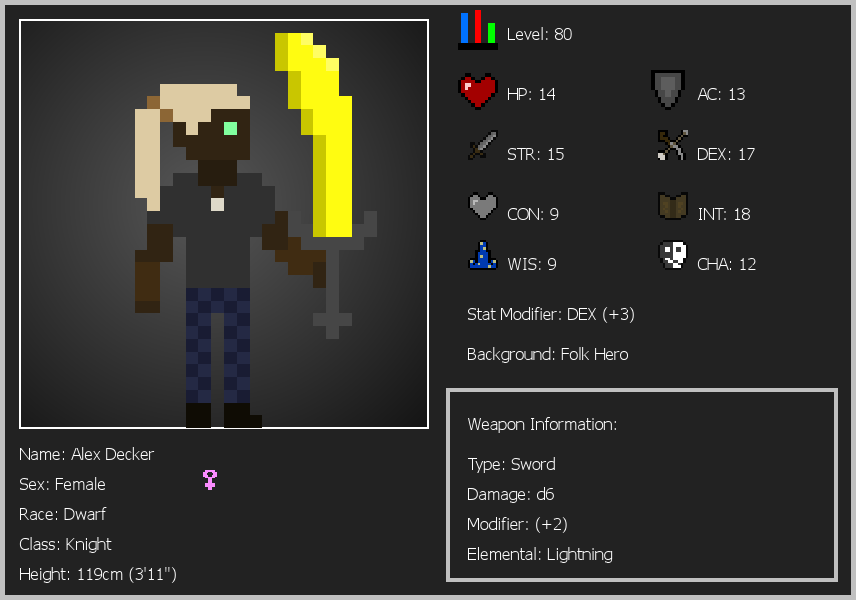 Level: 80
HP: 14
AC: 13
STR: 15
DEX: 17
CON: 9
INT: 18
WIS: 9
CHA: 12
Stat Modifier: DEX (+3)
Background: Folk Hero
Weapon Information:
Type: Sword
Damage: d6
Modifier: (+2)
Elemental: Lightning
Name: Alex Decker
Sex: Female
Race: Dwarf
Class: Knight
Height: 119cm (3'11")